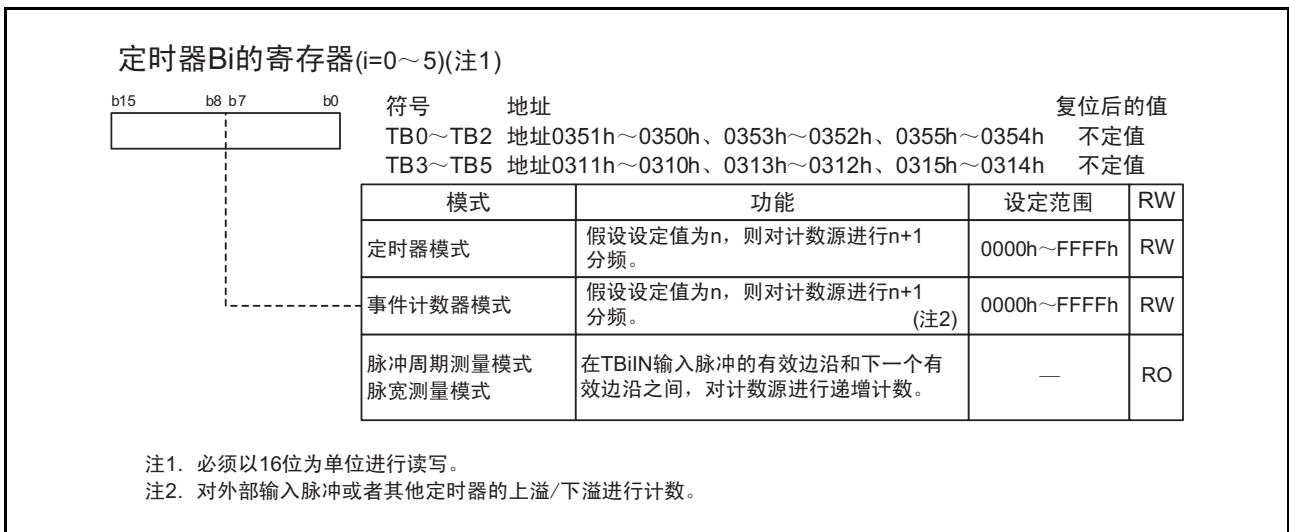 定时器Bi的寄存器(i=0～5)(注1)
b15 b8 b7 b0
符号 地址 复位后的值
TB0～TB2 地址0351h～0350h、0353h～0352h、0355h～0354h 不定值
TB3～TB5 地址0311h～0310h、0313h～0312h、0315h～0314h 不定值
模式 功能 设定范围 RW
定时器模式 假设设定值为n，则对计数源进行n+1 0000h～FFFFh RW
分频。
事件计数器模式 假设设定值为n，则对计数源进行n+1 0000h～FFFFh RW
分频。 (注2)
脉冲周期测量模式 在TBiIN输入脉冲的有效边沿和下一个有 — RO
脉宽测量模式 效边沿之间，对计数源进行递增计数。
注1. 必须以16位为单位进行读写。
注2. 对外部输入脉冲或者其他定时器的上溢/下溢进行计数。